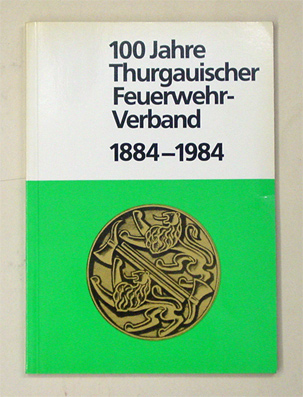 100 Jahre
Thurgauischer
Feuerwehr-
Verband
1884–1984